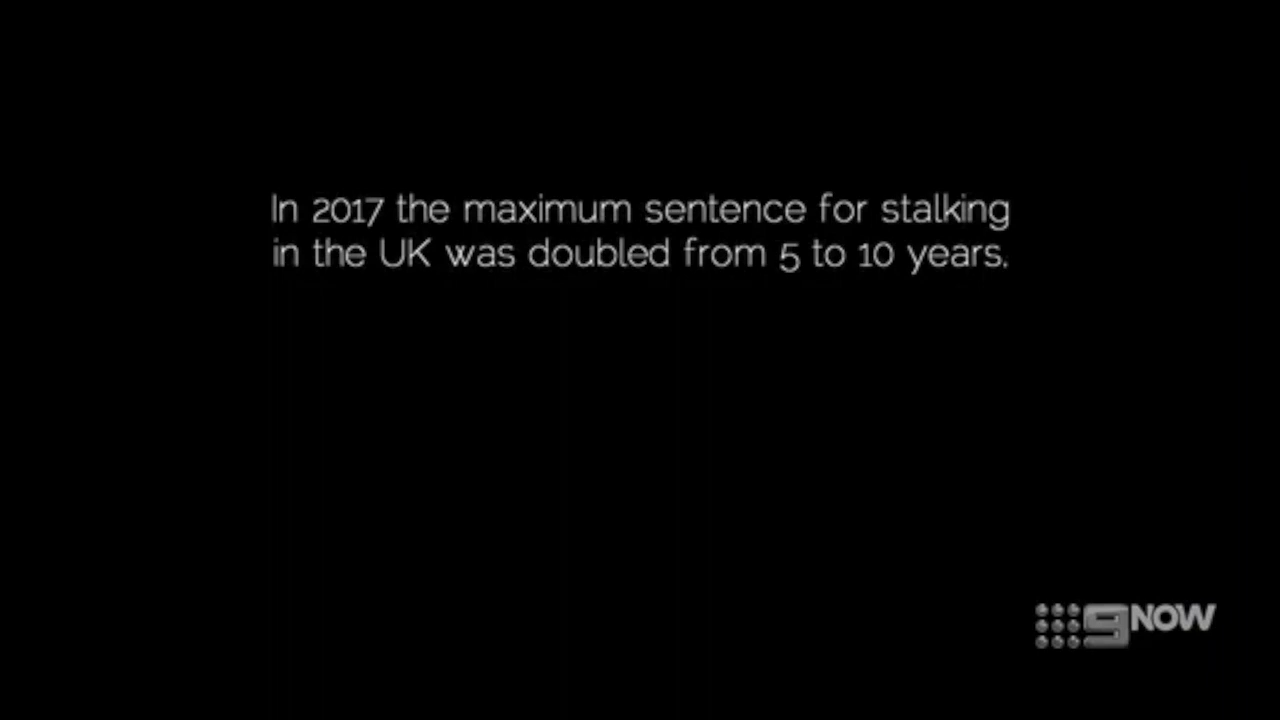 In 2017 the maximum sentence for stalking
in the UK was doubled from 5 to 10 years.
9NOW